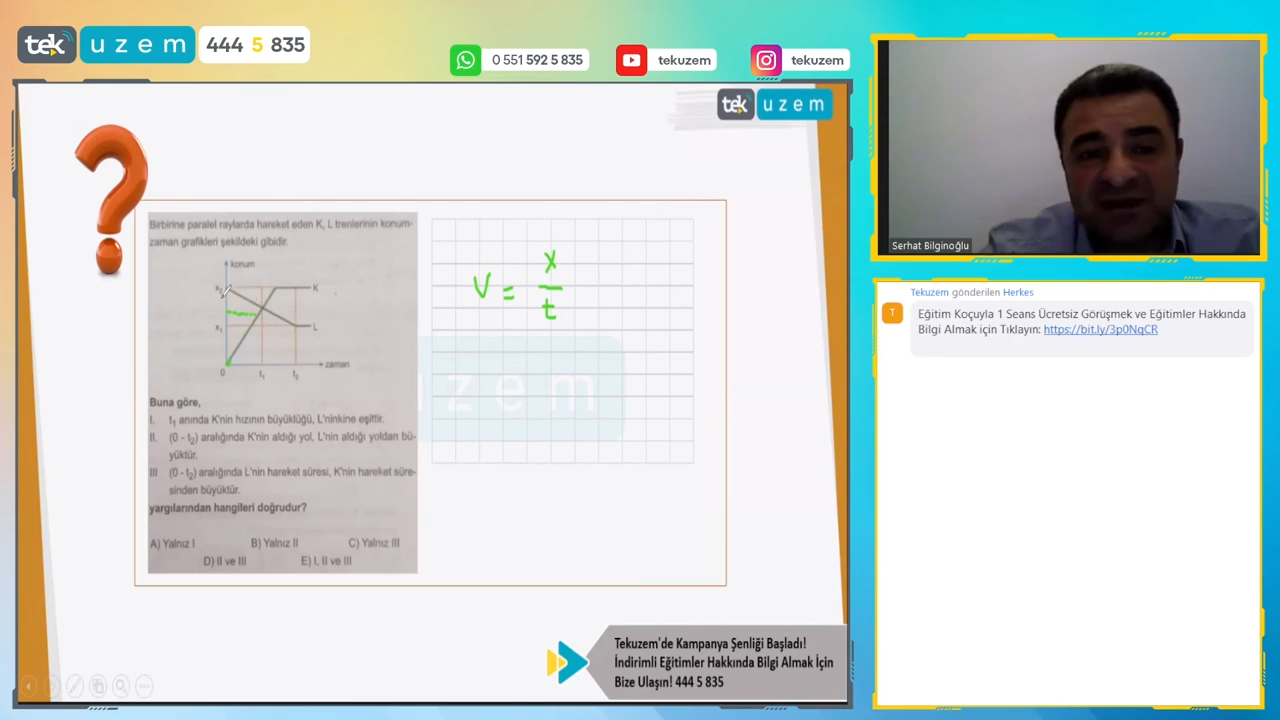 tek uzem 444 5 835
0 551 592 5 835
tekuzem
tekuzem
tek uzem
Birbirine paralel raylarda hareket eden K, L trenlerinin konum-
zaman grafikleri şekildeki gibidir.
konum
x₂
K
x₁
L
0
t₁
t₂
zaman
Buna göre,
I. t₁ anında K'nin hızının büyüklüğü, L'ninkine eşittir.
II. (0 - t₂) aralığında K'nin aldığı yol, L'nin aldığı yoldan bü-
yüktür.
III (0 - t₂) aralığında L'nin hareket süresi, K'nin hareket süre-
sinden büyüktür.
yargılarından hangileri doğrudur?
A) Yalnız I B) Yalnız II C) Yalnız III
D) II ve III E) I, II ve III
V = x / t
uzem
Tekuzem'de Kampanya Şenliği Başladı!
İndirimli Eğitimler Hakkında Bilgi Almak İçin
Bize Ulaşın! 444 5 835
Serhat Bilginoğlu
Tekuzem gönderilen Herkes
T
Eğitim Koçuyla 1 Seans Ücretsiz Görüşmek ve Eğitimler Hakkında
Bilgi Almak için Tıklayın: https://bit.ly/3p0NqCR